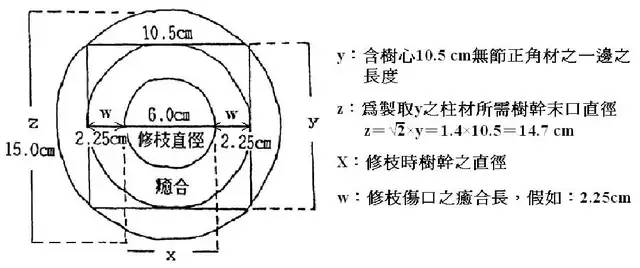 10.5cm
w
6.0cm
w
z
y
15.0cm
2.25cm
修枝直徑
2.25cm
癒合
x
y：含樹心10.5 cm無節正角材之一邊之
長度
z：爲製取y之柱材所需樹幹末口直徑
z＝√2×y＝1.4×10.5＝14.7 cm
X：修枝時樹幹之直徑
w：修枝傷口之癒合長，假如：2.25cm